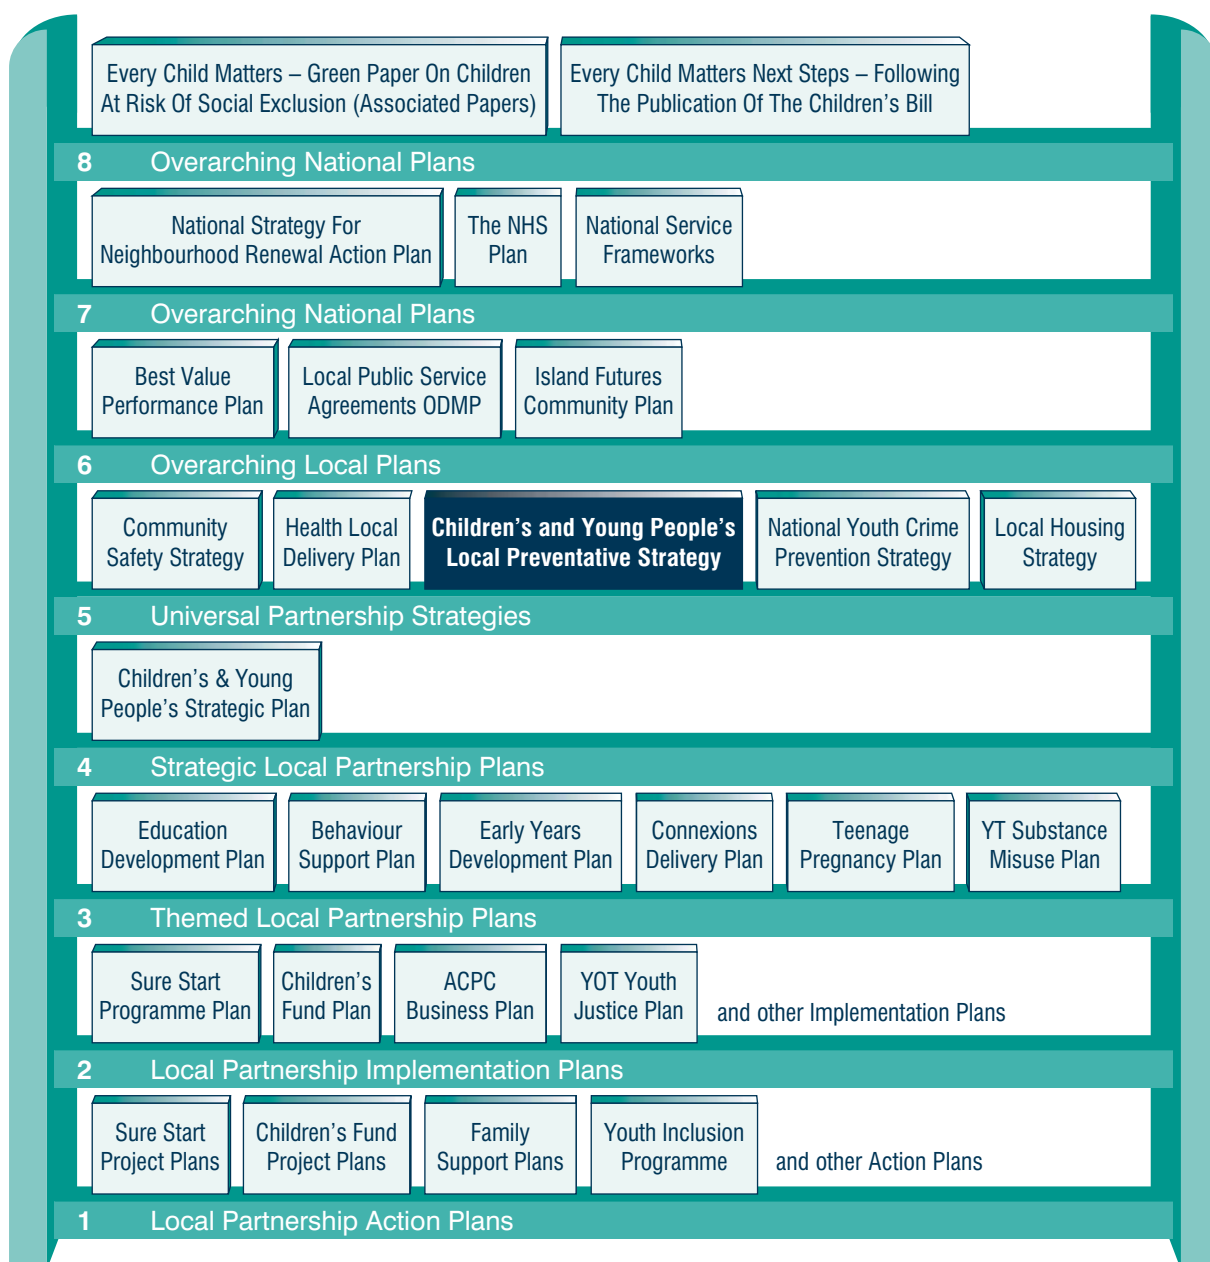 Every Child Matters – Green Paper On Children
At Risk Of Social Exclusion (Associated Papers)
Every Child Matters Next Steps – Following
The Publication Of The Children’s Bill
8 Overarching National Plans
National Strategy For
Neighbourhood Renewal Action Plan
The NHS
Plan
National Service
Frameworks
7 Overarching National Plans
Best Value
Performance Plan
Local Public Service
Agreements ODMP
Island Futures
Community Plan
6 Overarching Local Plans
Community
Safety Strategy
Health Local
Delivery Plan
Children’s and Young People’s
Local Preventative Strategy
National Youth Crime
Prevention Strategy
Local Housing
Strategy
5 Universal Partnership Strategies
Children’s & Young
People’s Strategic Plan
4 Strategic Local Partnership Plans
Education
Development Plan
Behaviour
Support Plan
Early Years
Development Plan
Connexions
Delivery Plan
Teenage
Pregnancy Plan
YT Substance
Misuse Plan
3 Themed Local Partnership Plans
Sure Start
Programme Plan
Children’s
Fund Plan
ACPC
Business Plan
YOT Youth
Justice Plan
and other Implementation Plans
2 Local Partnership Implementation Plans
Sure Start
Project Plans
Children’s Fund
Project Plans
Family
Support Plans
Youth Inclusion
Programme
and other Action Plans
1 Local Partnership Action Plans